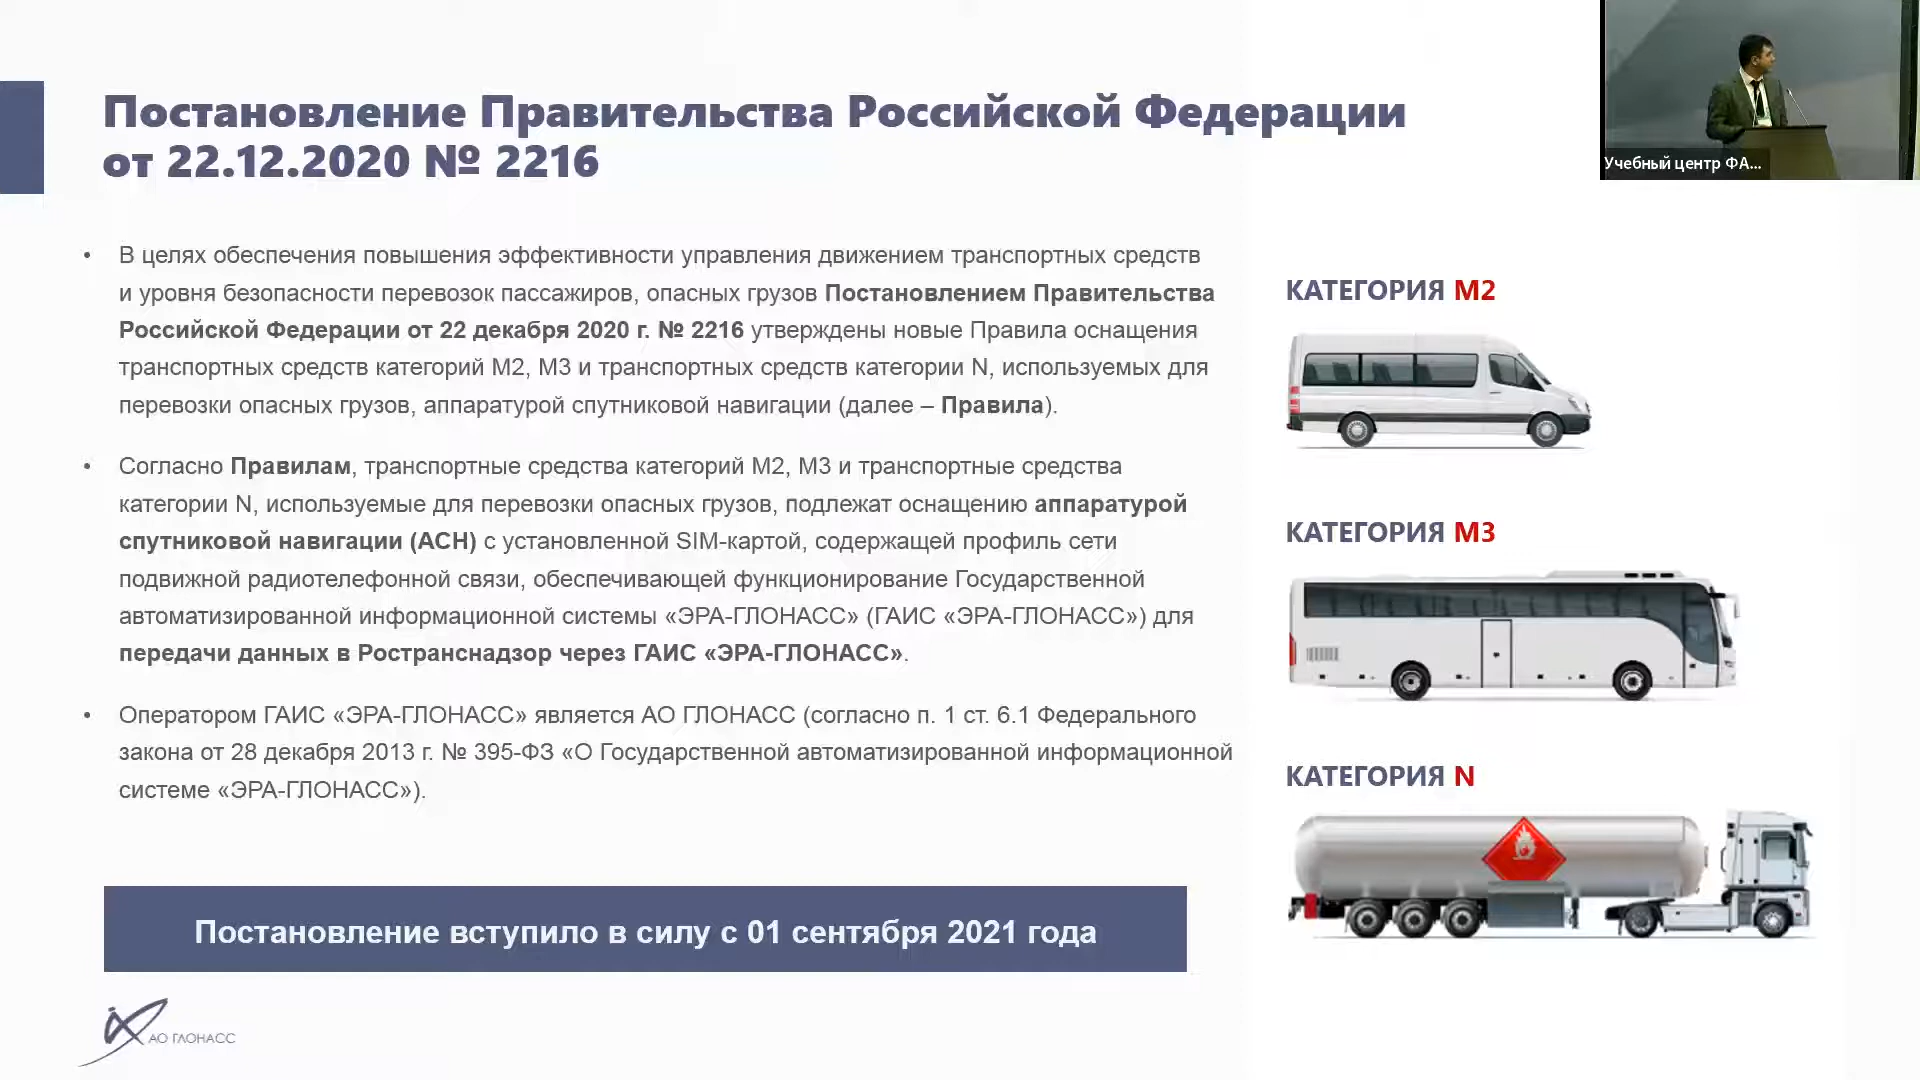 Постановление Правительства Российской Федерации
от 22.12.2020 № 2216
Учебный центр ФА...
• В целях обеспечения повышения эффективности управления движением транспортных средств
и уровня безопасности перевозок пассажиров, опасных грузов Постановлением Правительства
Российской Федерации от 22 декабря 2020 г. № 2216 утверждены новые Правила оснащения
транспортных средств категорий М2, М3 и транспортных средств категории N, используемых для
перевозки опасных грузов, аппаратурой спутниковой навигации (далее – Правила).
• Согласно Правилам, транспортные средства категорий М2, М3 и транспортные средства
категории N, используемые для перевозки опасных грузов, подлежат оснащению аппаратурой
спутниковой навигации (АСН) с установленной SIM-картой, содержащей профиль сети
подвижной радиотелефонной связи, обеспечивающей функционирование Государственной
автоматизированной информационной системы «ЭРА-ГЛОНАСС» (ГАИС «ЭРА-ГЛОНАСС») для
передачи данных в Ространснадзор через ГАИС «ЭРА-ГЛОНАСС».
• Оператором ГАИС «ЭРА-ГЛОНАСС» является АО ГЛОНАСС (согласно п. 1 ст. 6.1 Федерального
закона от 28 декабря 2013 г. № 395-ФЗ «О Государственной автоматизированной информационной
системе «ЭРА-ГЛОНАСС»).
КАТЕГОРИЯ М2
КАТЕГОРИЯ М3
КАТЕГОРИЯ N
Постановление вступило в силу с 01 сентября 2021 года
АО ГЛОНАСС